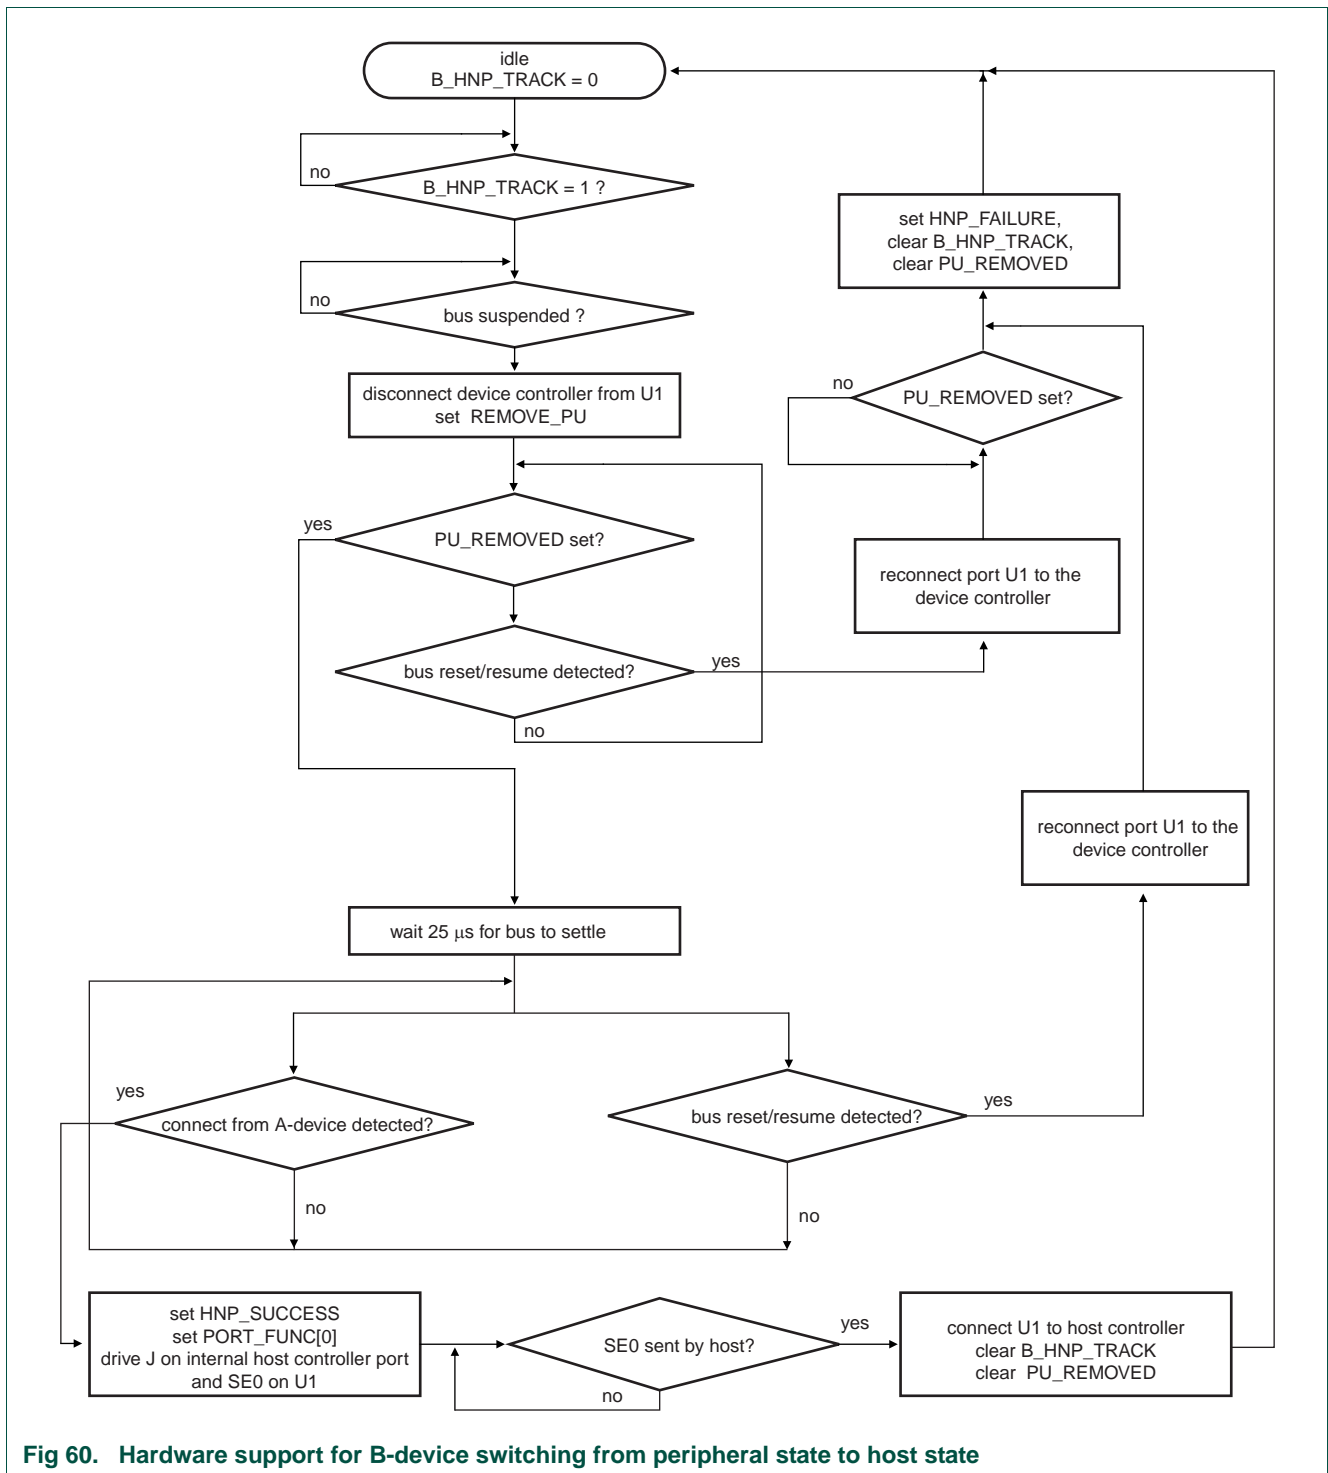 idle
B_HNP_TRACK = 0
no
B_HNP_TRACK = 1 ?
no
bus suspended ?
disconnect device controller from U1
set REMOVE_PU
yes
PU_REMOVED set?
bus reset/resume detected?
yes
no
set HNP_FAILURE,
clear B_HNP_TRACK,
clear PU_REMOVED
no
PU_REMOVED set?
reconnect port U1 to the
device controller
reconnect port U1 to the
device controller
wait 25 μs for bus to settle
yes
connect from A-device detected?
no
bus reset/resume detected?
yes
no
set HNP_SUCCESS
set PORT_FUNC[0]
drive J on internal host controller port
and SE0 on U1
SE0 sent by host?
yes
no
connect U1 to host controller
clear B_HNP_TRACK
clear PU_REMOVED
Fig 60. Hardware support for B-device switching from peripheral state to host state